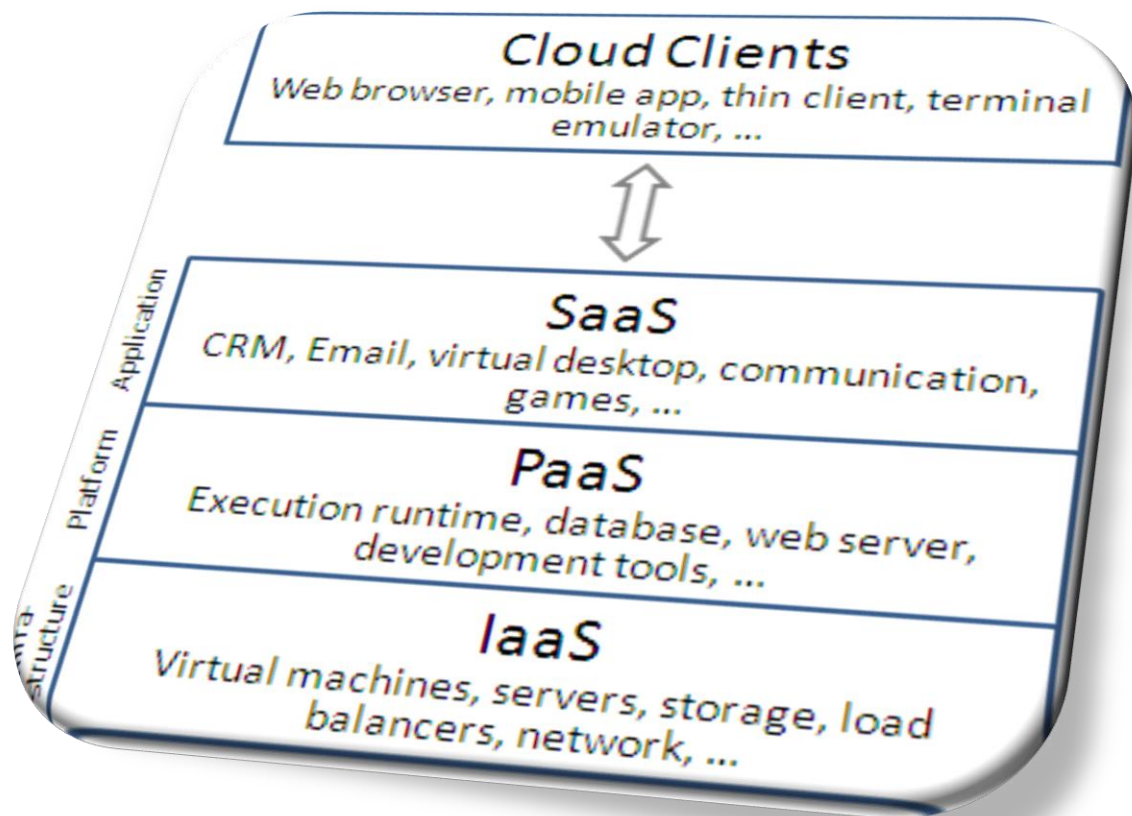 Cloud Clients
Web browser, mobile app, thin client, terminal
emulator, ...
Application
SaaS
CRM, Email, virtual desktop, communication,
games, ...
Platform
PaaS
Execution runtime, database, web server,
development tools, ...
structure
IaaS
Virtual machines, servers, storage, load
balancers, network, ...